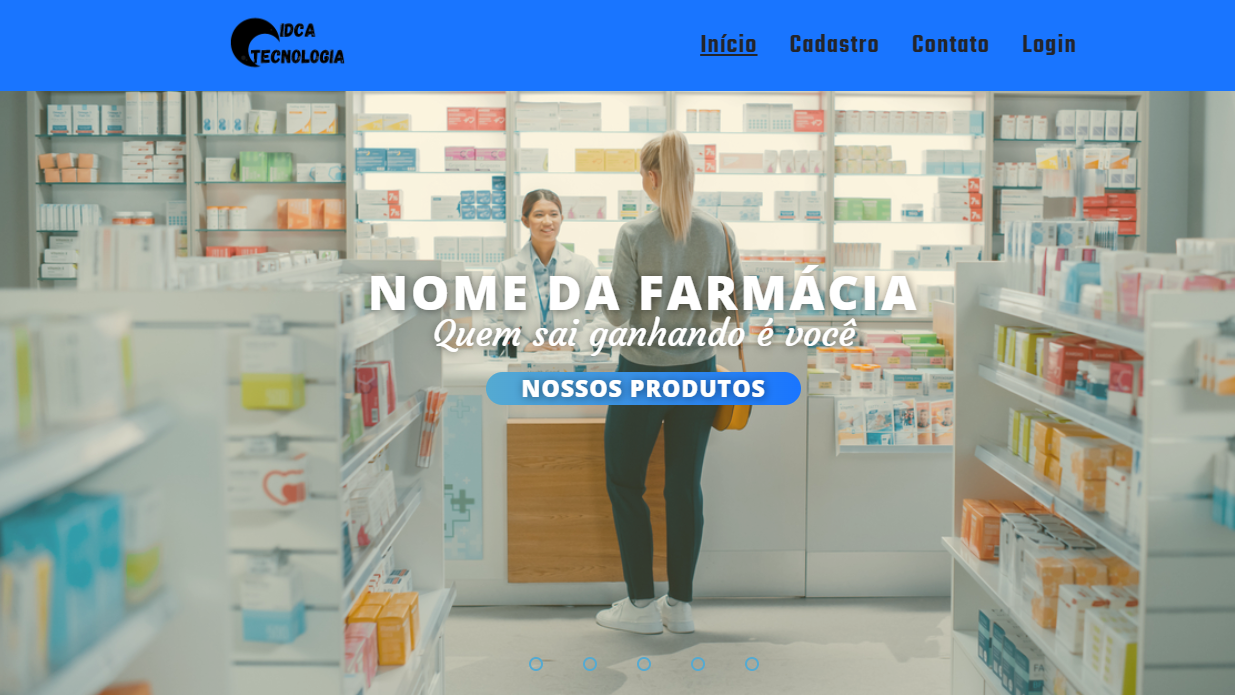 IDCA
TECNOLOGIA
Início Cadastro Contato Login
NOME DA FARMÁCIA
Quem sai ganhando é você
NOSSOS PRODUTOS